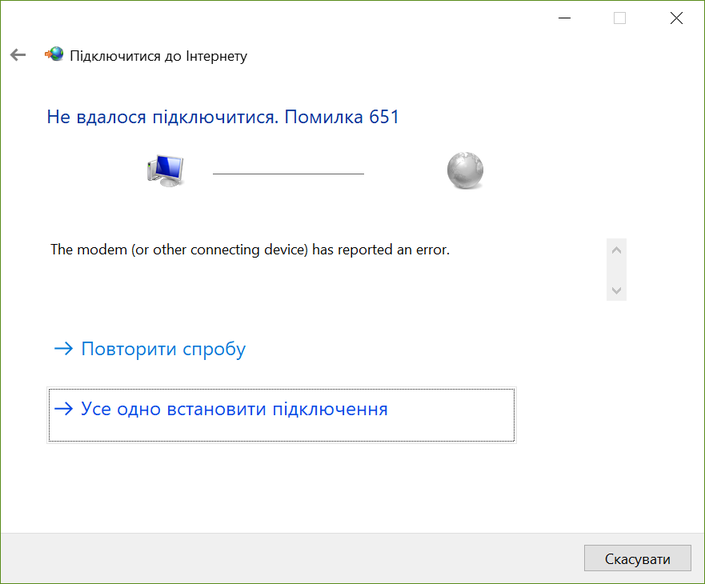 Підключитися до Інтернету
Не вдалося підключитися. Помилка 651
The modem (or other connecting device) has reported an error.
Повторити спробу
Усе одно встановити підключення
Скасувати